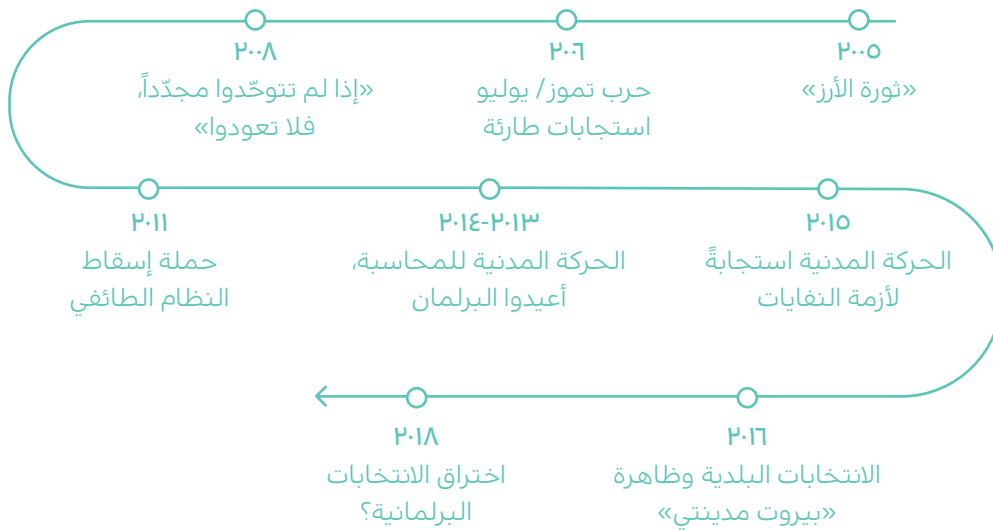 ٢٠٠٥
«ثورة الأرز»
٢٠٠٦
حرب تموز/ يوليو
استجابات طارئة
٢٠٠٨
«إذا لم تتوحّدوا مجدّداً،
فلا تعودوا»
٢٠١١
حملة إسقاط
النظام الطائفي
٢٠١٣-٢٠١٤
الحركة المدنية للمحاسبة،
أعيدوا البرلمان
٢٠١٥
الحركة المدنية استجابةً
لأزمة النفايات
٢٠١٦
الانتخابات البلدية وظاهرة
«بيروت مدينتي»
٢٠١٨
اختراق الانتخابات
البرلمانية؟